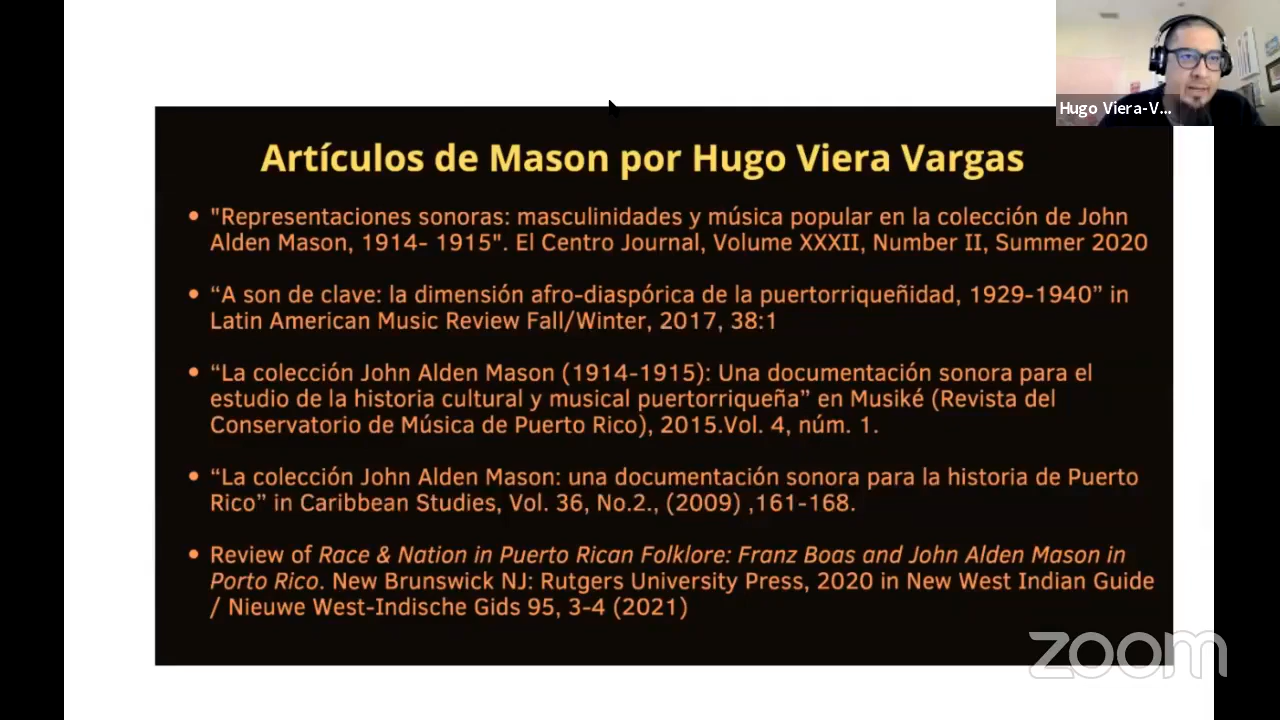 Hugo Viera-V...
Artículos de Mason por Hugo Viera Vargas
• "Representaciones sonoras: masculinidades y música popular en la colección de John
Alden Mason, 1914- 1915". El Centro Journal, Volume XXXII, Number II, Summer 2020
• “A son de clave: la dimensión afro-diaspórica de la puertorriqueñidad, 1929-1940” in
Latin American Music Review Fall/Winter, 2017, 38:1
• “La colección John Alden Mason (1914-1915): Una documentación sonora para el
estudio de la historia cultural y musical puertorriqueña” en Musiké (Revista del
Conservatorio de Música de Puerto Rico), 2015.Vol. 4, núm. 1.
• “La colección John Alden Mason: una documentación sonora para la historia de Puerto
Rico” in Caribbean Studies, Vol. 36, No.2., (2009) ,161-168.
• Review of Race & Nation in Puerto Rican Folklore: Franz Boas and John Alden Mason in
Porto Rico. New Brunswick NJ: Rutgers University Press, 2020 in New West Indian Guide
/ Nieuwe West-Indische Gids 95, 3-4 (2021)
zoom